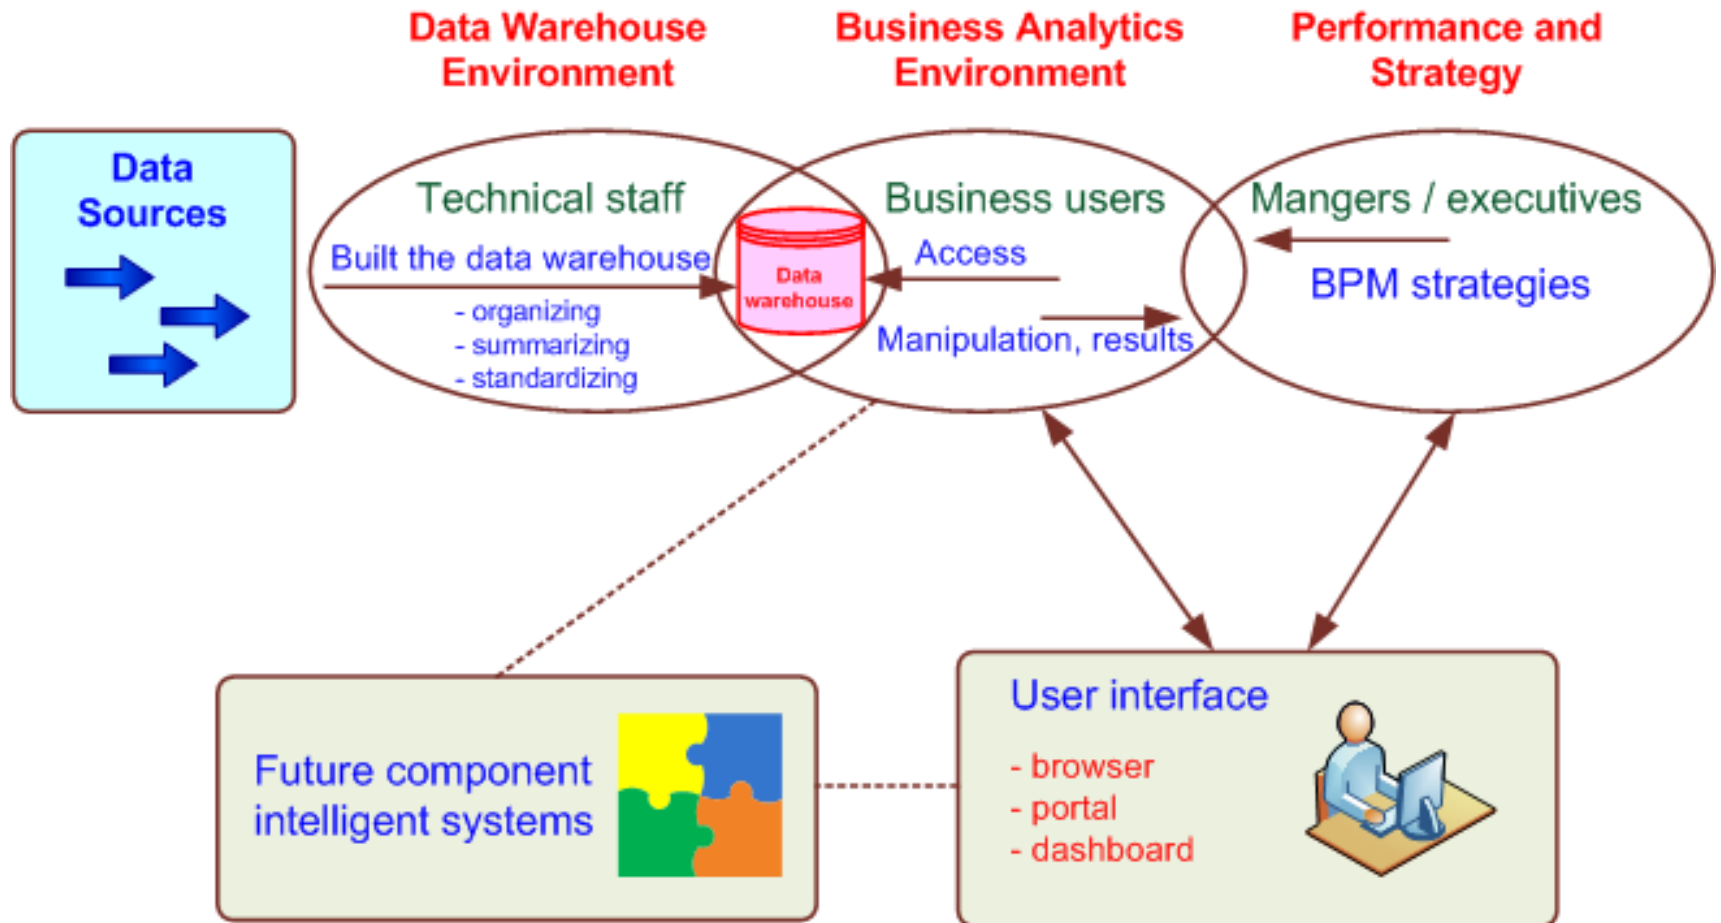 Data Warehouse
Environment
Business Analytics
Environment
Performance and
Strategy
Data
Sources
Technical staff
Built the data warehouse
- organizing
- summarizing
- standardizing
Data
warehouse
Business users
Access
Manipulation, results
Mangers / executives
BPM strategies
Future component
intelligent systems
User interface
- browser
- portal
- dashboard